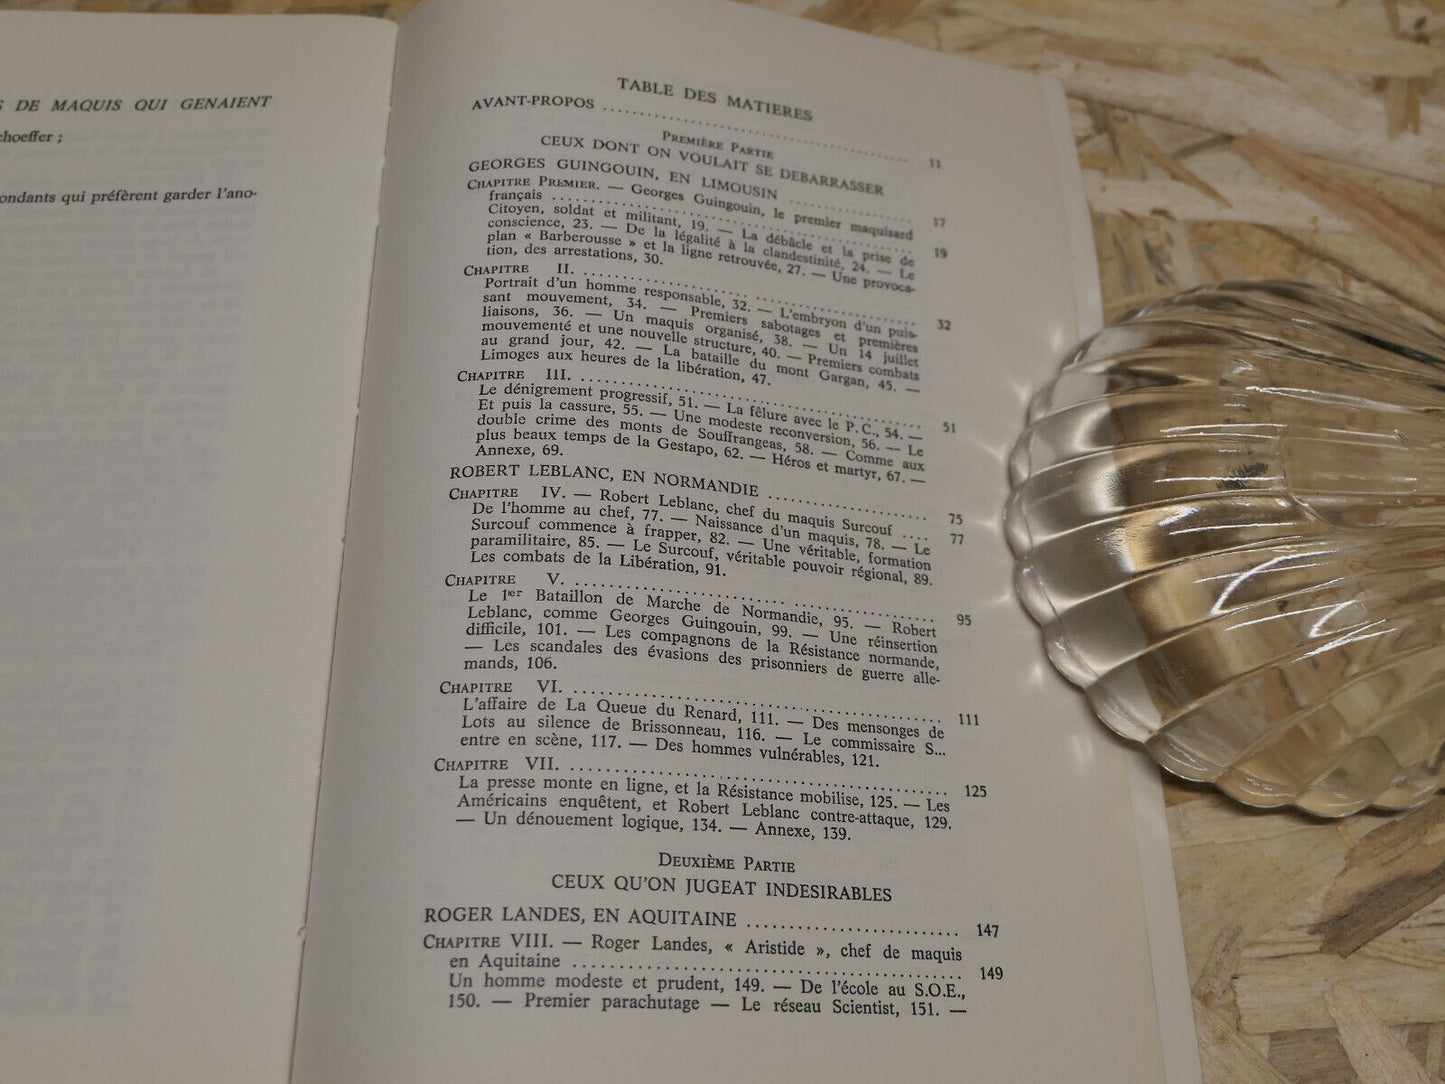 S DE MAQUIS QUI GENAIENT
choeffer ;
ondants qui préfèrent garder l'ano-
TABLE DES MATIERES
AVANT-PROPOS .......... 11
PREMIÈRE PARTIE
CEUX DONT ON VOULAIT SE DEBARRASSER
GEORGES GUINGOUIN, EN LIMOUSIN .......... 17
CHAPITRE PREMIER. — Georges Guingouin, le premier maquisard
français .......... 19
Citoyen, soldat et militant, 19. — La débâcle et la prise de
conscience, 23. — De la légalité à la clandestinité, 24. — Le
plan « Barberousse » et la ligne retrouvée, 27. — Une provoca-
tion, des arrestations, 30.
CHAPITRE II. .......... 32
Portrait d'un homme responsable, 32. — L'embryon d'un puis-
sant mouvement, 34. — Premiers sabotages et premières
liaisons, 36. — Un maquis organisé, 38. — Un 14 juillet
mouvementé et une nouvelle structure, 40. — Premiers combats
au grand jour, 42. — La bataille du mont Gargan, 45. —
Limoges aux heures de la libération, 47.
CHAPITRE III. .......... 51
Le dénigrement progressif, 51. — La fêlure avec le P.C., 54. —
Et puis la cassure, 55. — Une modeste reconversion, 56. — Le
double crime des monts de Souffrangeas, 58. — Comme aux
plus beaux temps de la Gestapo, 62. — Héros et martyr, 67. —
Annexe, 69.
ROBERT LEBLANC, EN NORMANDIE .......... 75
CHAPITRE IV. — Robert Leblanc, chef du maquis Surcouf .... 77
De l'homme au chef, 77. — Naissance d'un maquis, 78. — Le
Surcouf commence à frapper, 82. — Une véritable, formation
paramilitaire, 85. — Le Surcouf, véritable pouvoir régional, 89.
Les combats de la Libération, 91.
CHAPITRE V. .......... 95
Le 1ier Bataillon de Marche de Normandie, 95. — Robert
Leblanc, comme Georges Guingouin, 99. — Une réinsertion
difficile, 101. — Les compagnons de la Résistance normande,
— Les scandales des évasions des prisonniers de guerre alle-
mands, 106.
CHAPITRE VI. .......... 111
L'affaire de La Queue du Renard, 111. — Des mensonges de
Lots au silence de Brissonneau, 116. — Le commissaire S...
entre en scène, 117. — Des hommes vulnérables, 121.
CHAPITRE VII. .......... 125
La presse monte en ligne, et la Résistance mobilise, 125. — Les
Américains enquêtent, et Robert Leblanc contre-attaque, 129.
— Un dénouement logique, 134. — Annexe, 139.
DEUXIÈME PARTIE
CEUX QU'ON JUGEAT INDESIRABLES
ROGER LANDES, EN AQUITAINE .......... 147
CHAPITRE VIII. — Roger Landes, « Aristide », chef de maquis
en Aquitaine .......... 149
Un homme modeste et prudent, 149. — De l'école au S.O.E.,
150. — Premier parachutage — Le réseau Scientist, 151. —